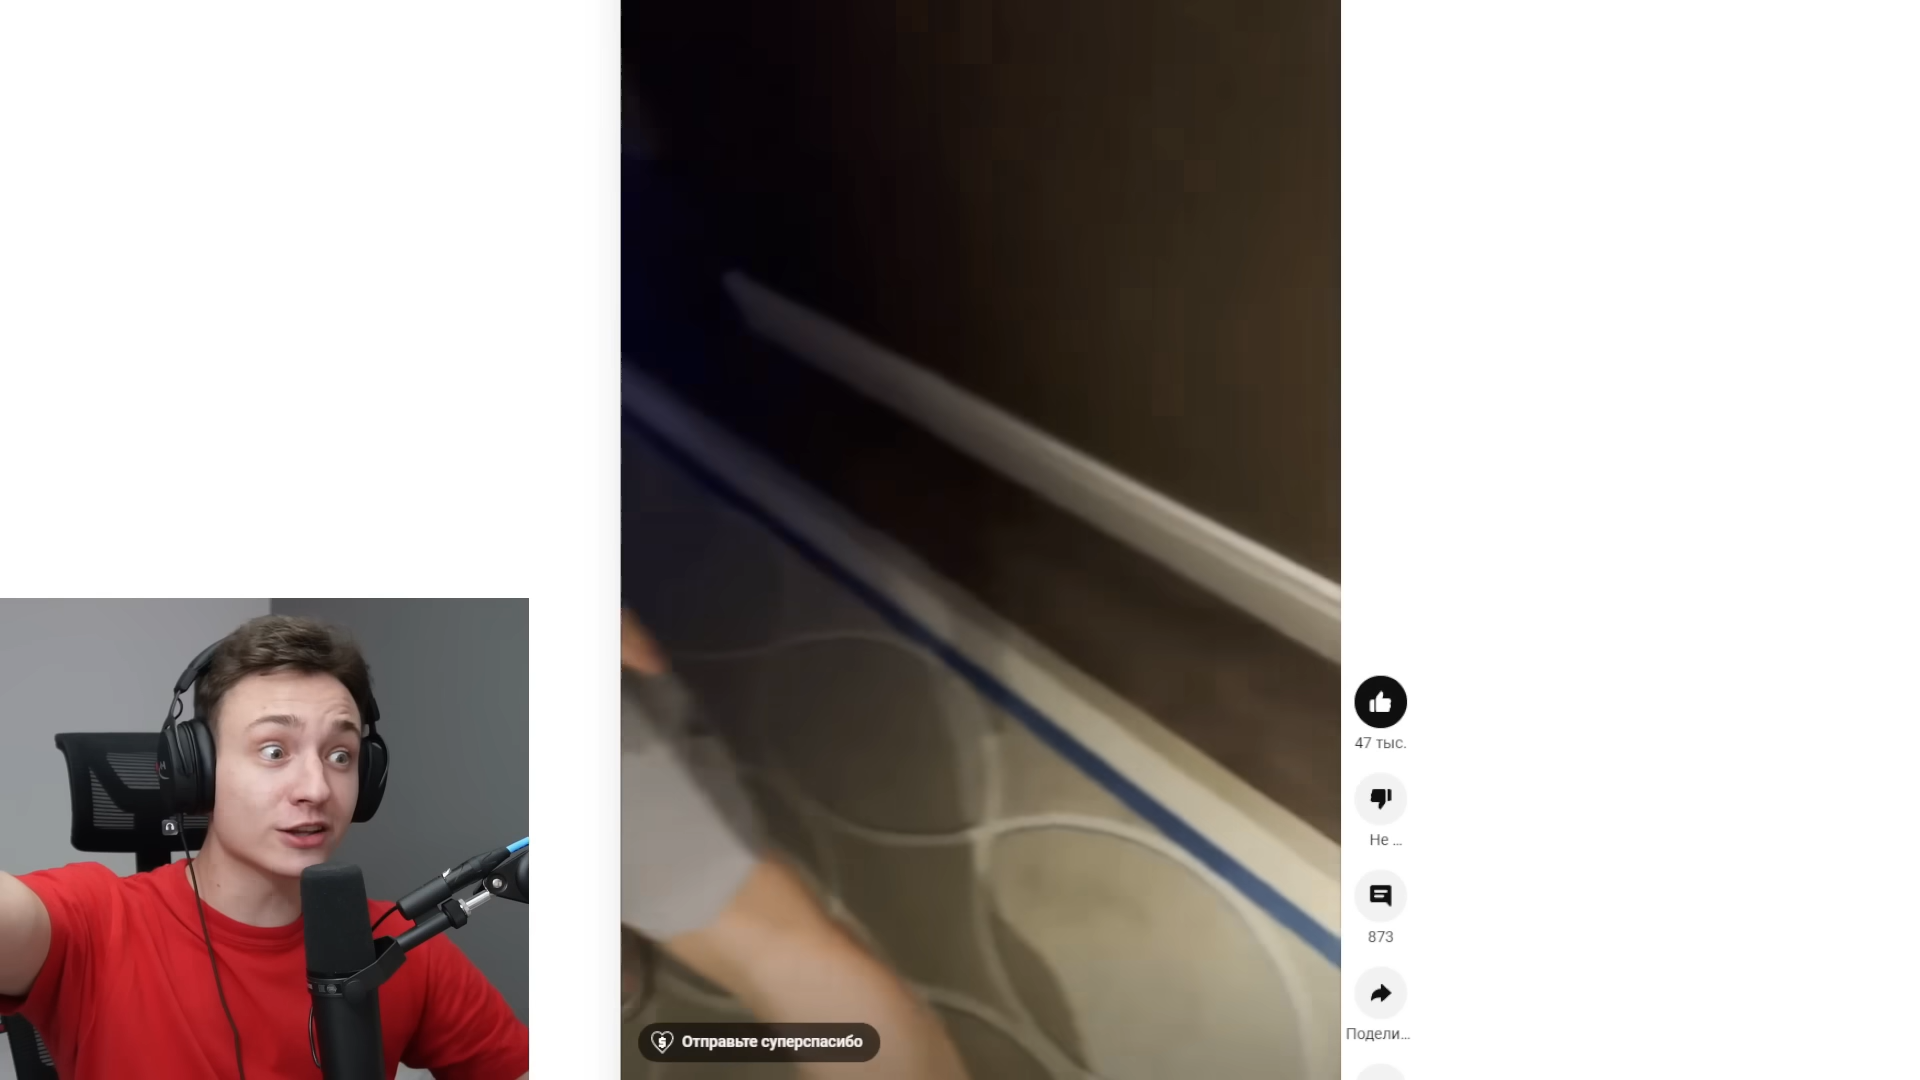 47 тыс.
Не ...
873
Подели...
Отправьте суперспасибо